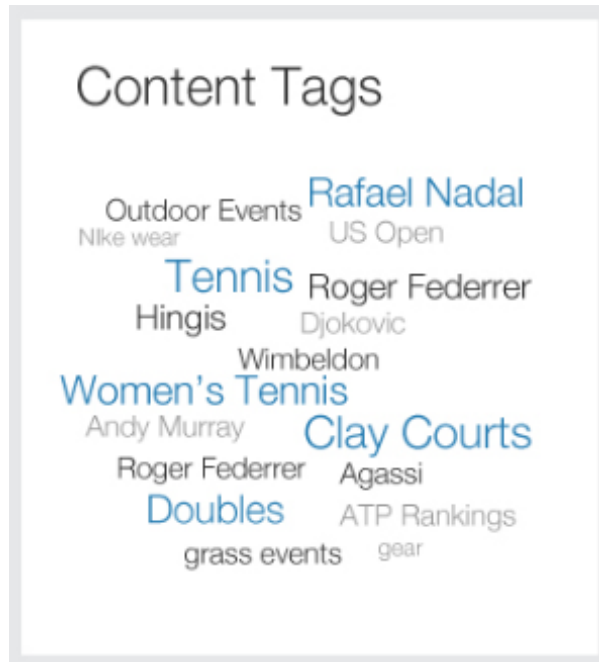 Content Tags
Outdoor Events Rafael Nadal
NIke wear US Open
Tennis Roger Federrer
Hingis Djokovic
Wimbeldon
Women's Tennis
Andy Murray Clay Courts
Roger Federrer Agassi
Doubles ATP Rankings
grass events gear